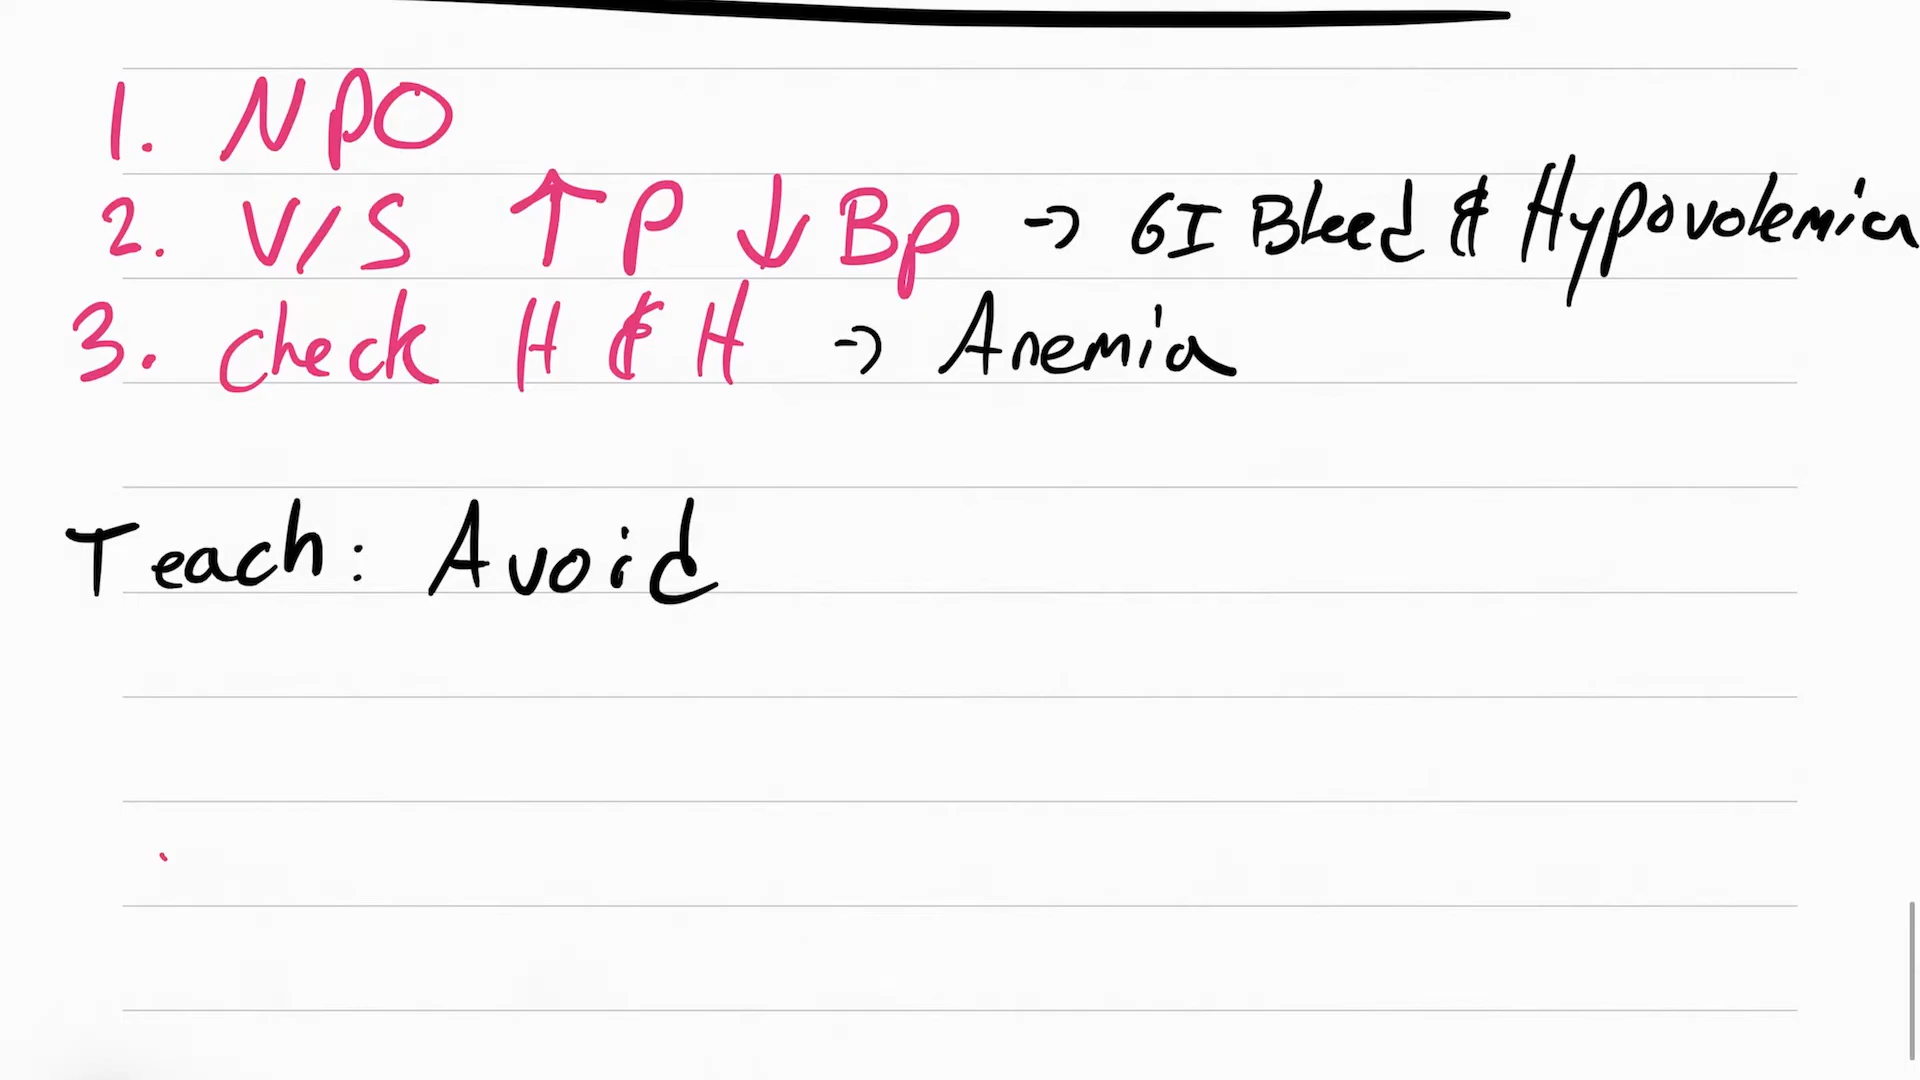 1. NPO
2. V/S ↑ P ↓ Bp → GI Bleed & Hypovolemia
3. check H & H → Anemia
Teach: Avoid